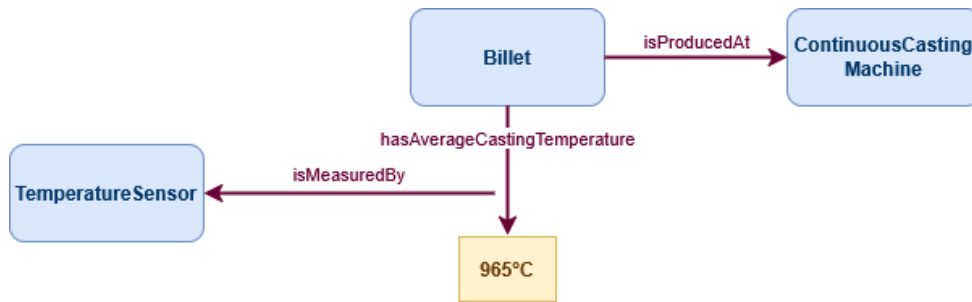 Billet
isProducedAt
ContinuousCasting
Machine
hasAverageCastingTemperature
TemperatureSensor
isMeasuredBy
965°C